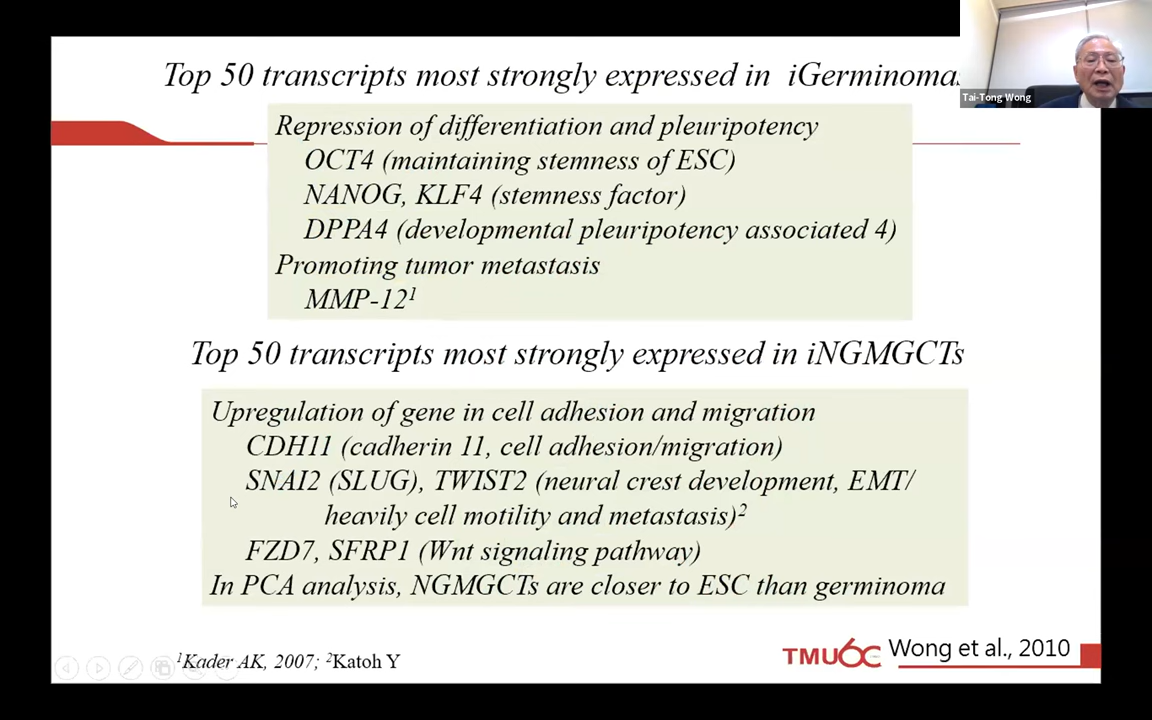 Top 50 transcripts most strongly expressed in iGerminomas
Tai-Tong Wong
Repression of differentiation and pleuripotency
OCT4 (maintaining stemness of ESC)
NANOG, KLF4 (stemness factor)
DPPA4 (developmental pleuripotency associated 4)
Promoting tumor metastasis
MMP-12¹
Top 50 transcripts most strongly expressed in iNGMGCTs
Upregulation of gene in cell adhesion and migration
CDH11 (cadherin 11, cell adhesion/migration)
SNAI2 (SLUG), TWIST2 (neural crest development, EMT/
heavily cell motility and metastasis)²
FZD7, SFRP1 (Wnt signaling pathway)
In PCA analysis, NGMGCTs are closer to ESC than germinoma
¹Kader AK, 2007; ²Katoh Y
TMU60 Wong et al., 2010